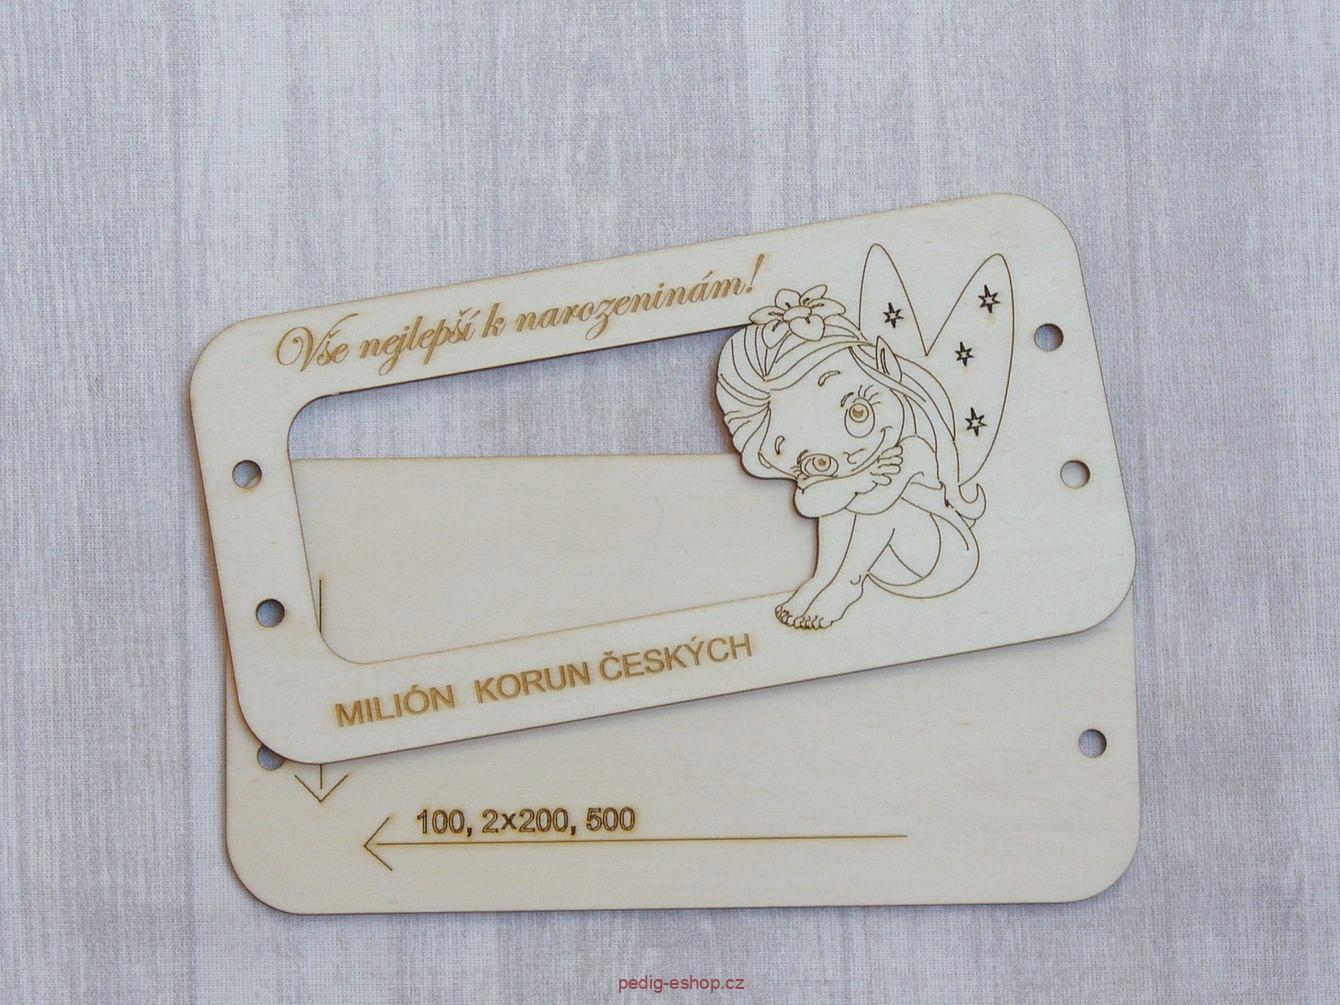 Vše nejlepší k narozeninám!
MILIÓN KORUN ČESKÝCH
100, 2x200, 500
pedig-eshop.cz